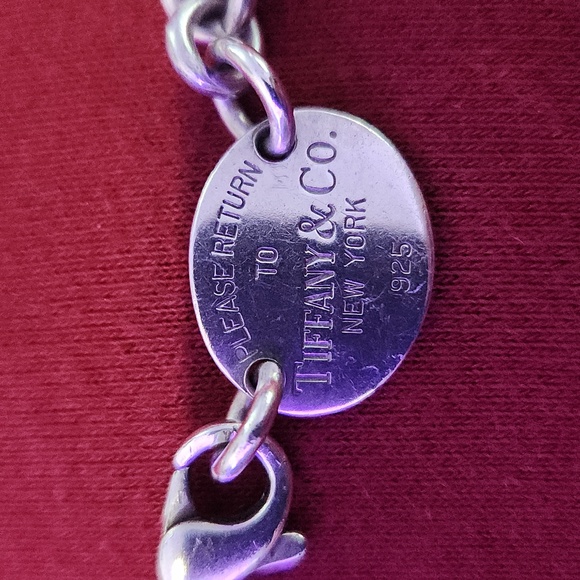 PLEASE RETURN
TO
TIFFANY & CO.
NEW YORK
925